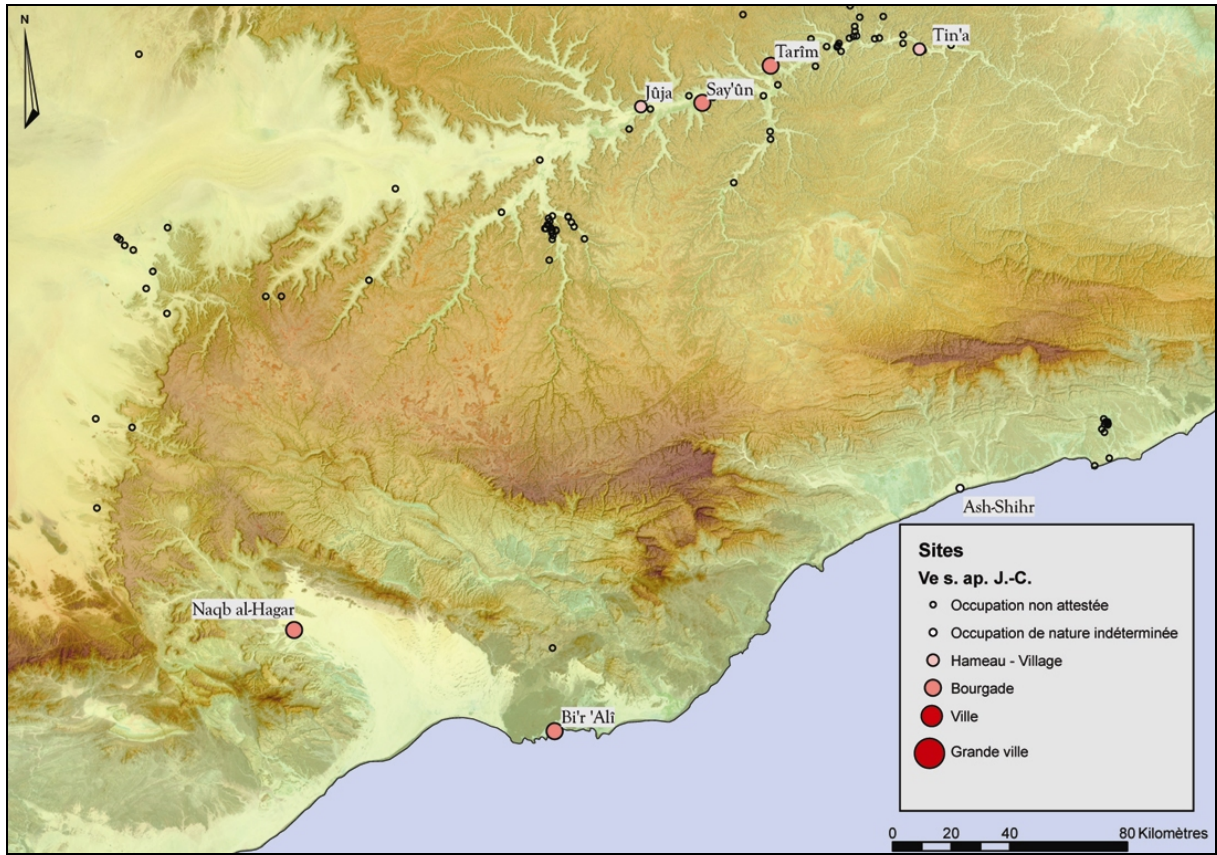 N
Tin'a
Tarîm
Jûja
Say'ûn
Ash-Shihr
Naqb al-Hagar
Bi'r 'Alî
Sites
Ve s. ap. J.-C.
Occupation non attestée
Occupation de nature indéterminée
Hameau - Village
Bourgade
Ville
Grande ville
0 20 40 80 Kilomètres